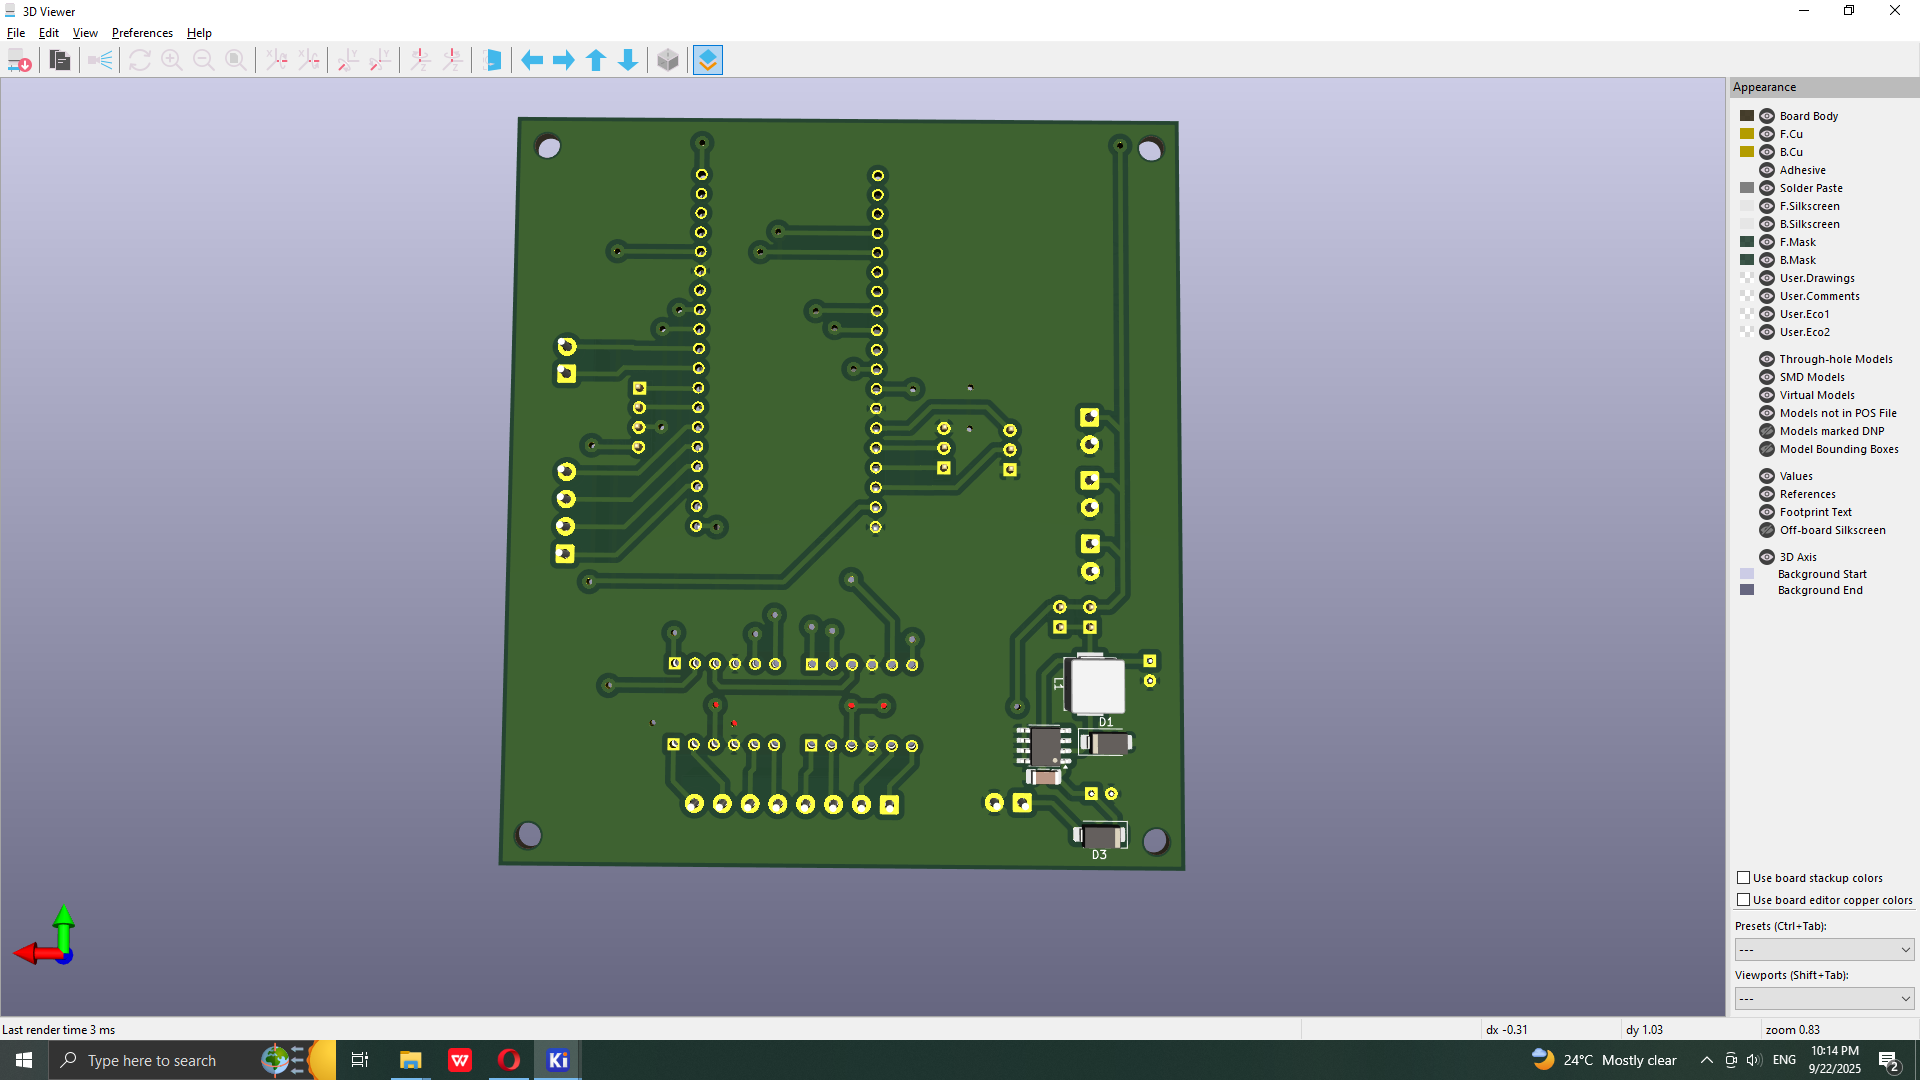 3D Viewer
File Edit View Preferences Help
Appearance
Board Body
F.Cu
B.Cu
Adhesive
Solder Paste
F.Silkscreen
B.Silkscreen
F.Mask
B.Mask
User.Drawings
User.Comments
User.Eco1
User.Eco2
Through-hole Models
SMD Models
Virtual Models
Models not in POS File
Models marked DNP
Model Bounding Boxes
Values
References
Footprint Text
Off-board Silkscreen
3D Axis
Background Start
Background End
Use board stackup colors
Use board editor copper colors
Presets (Ctrl+Tab):
---
Viewports (Shift+Tab):
---
L1
D1
D3
Last render time 3 ms
dx -0.31
dy 1.03
zoom 0.83
Type here to search
W
Ki
24°C Mostly clear
ENG
10:14 PM
9/22/2025
2